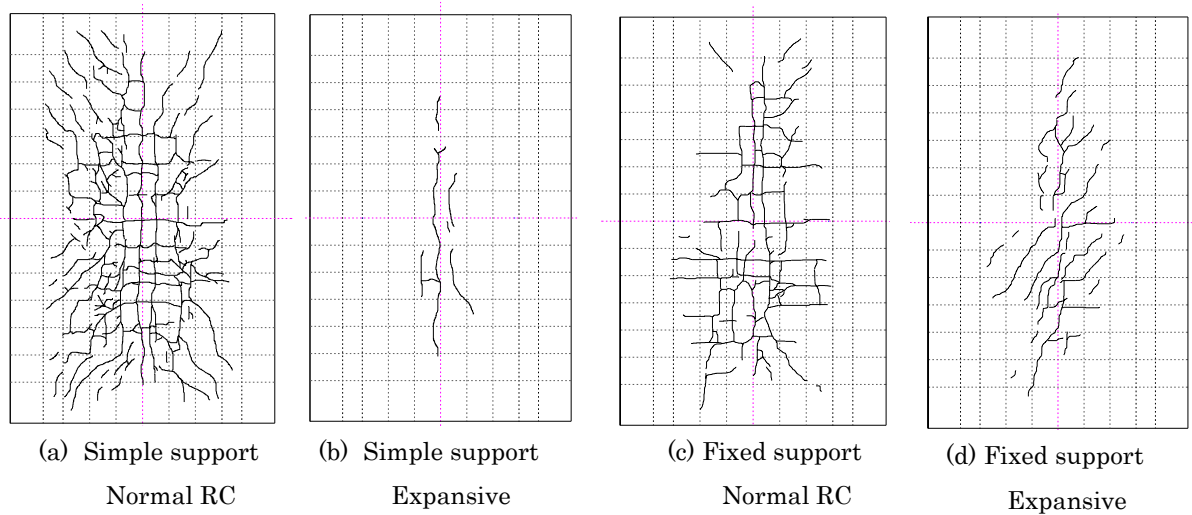 (a) Simple support
Normal RC
(b) Simple support
Expansive
(c) Fixed support
Normal RC
(d) Fixed support
Expansive